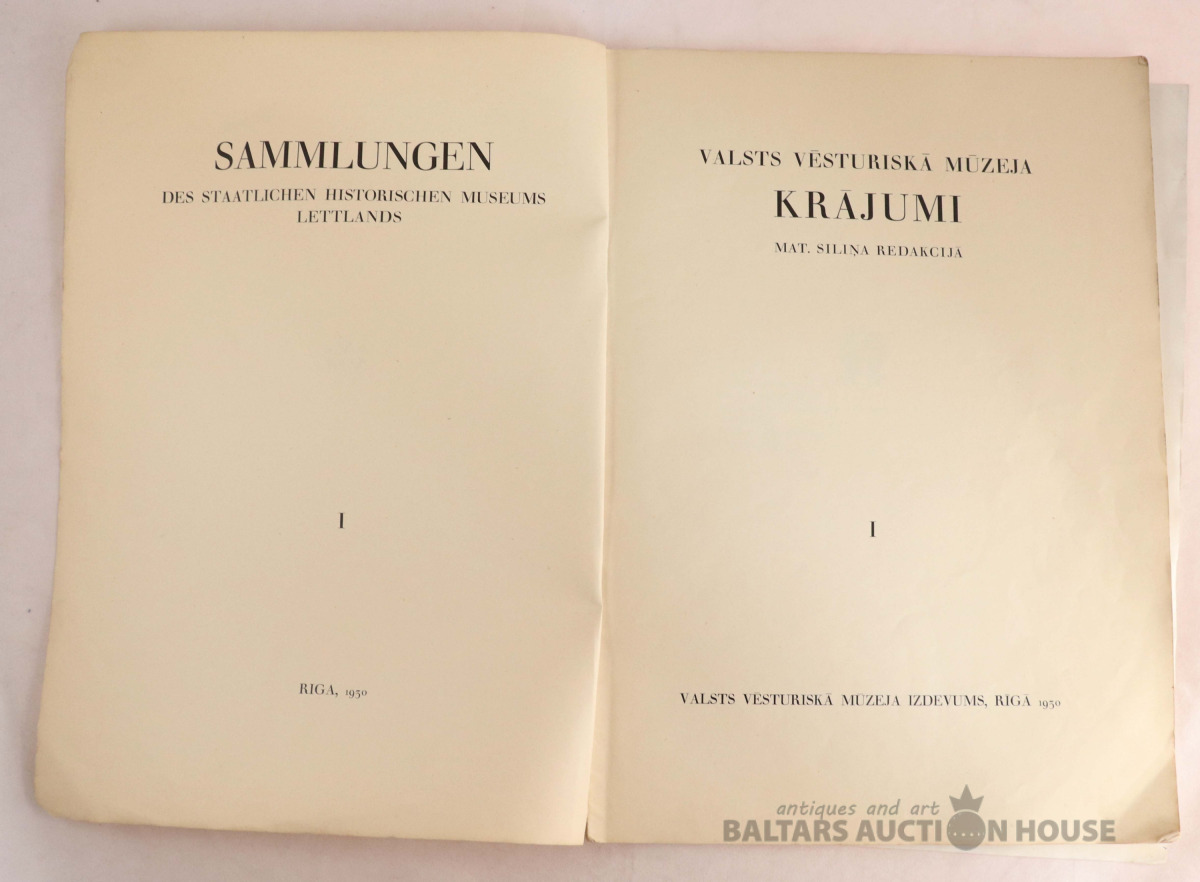 SAMMLUNGEN
DES STAATLICHEN HISTORISCHEN MUSEUMS
LETTLANDS
I
RIGA, 1930
VALSTS VĒSTURISKĀ MŪZEJA
KRĀJUMI
MAT. SILIŅA REDAKCIJĀ
I
VALSTS VĒSTURISKĀ MŪZEJA IZDEVUMS, RĪGĀ 1930
antiques and art
BALTARS AUCTION HOUSE